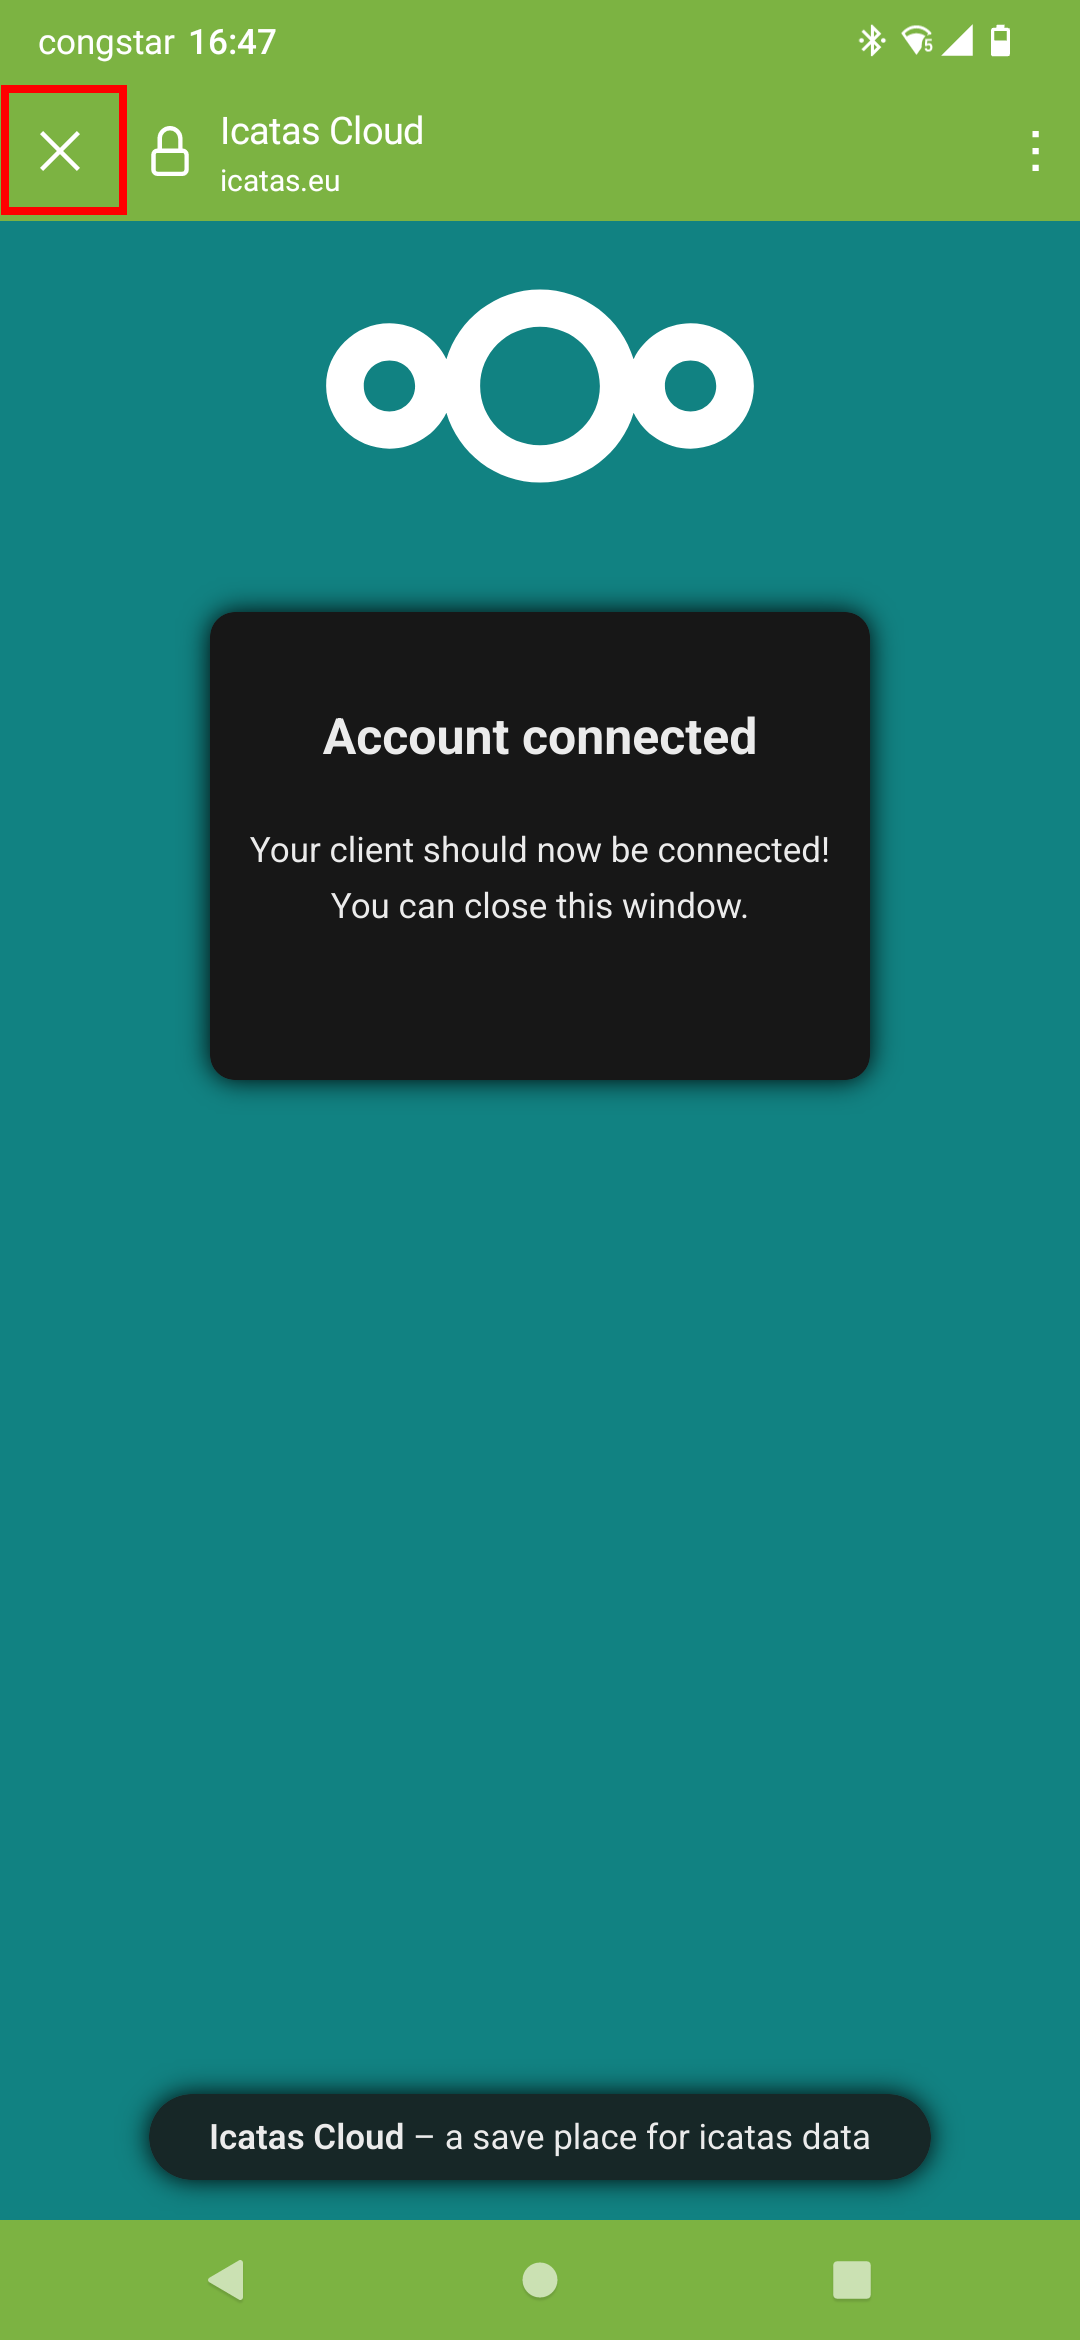 congstar 16:47
5
Icatas Cloud
icatas.eu
Account connected
Your client should now be connected!
You can close this window.
Icatas Cloud – a save place for icatas data